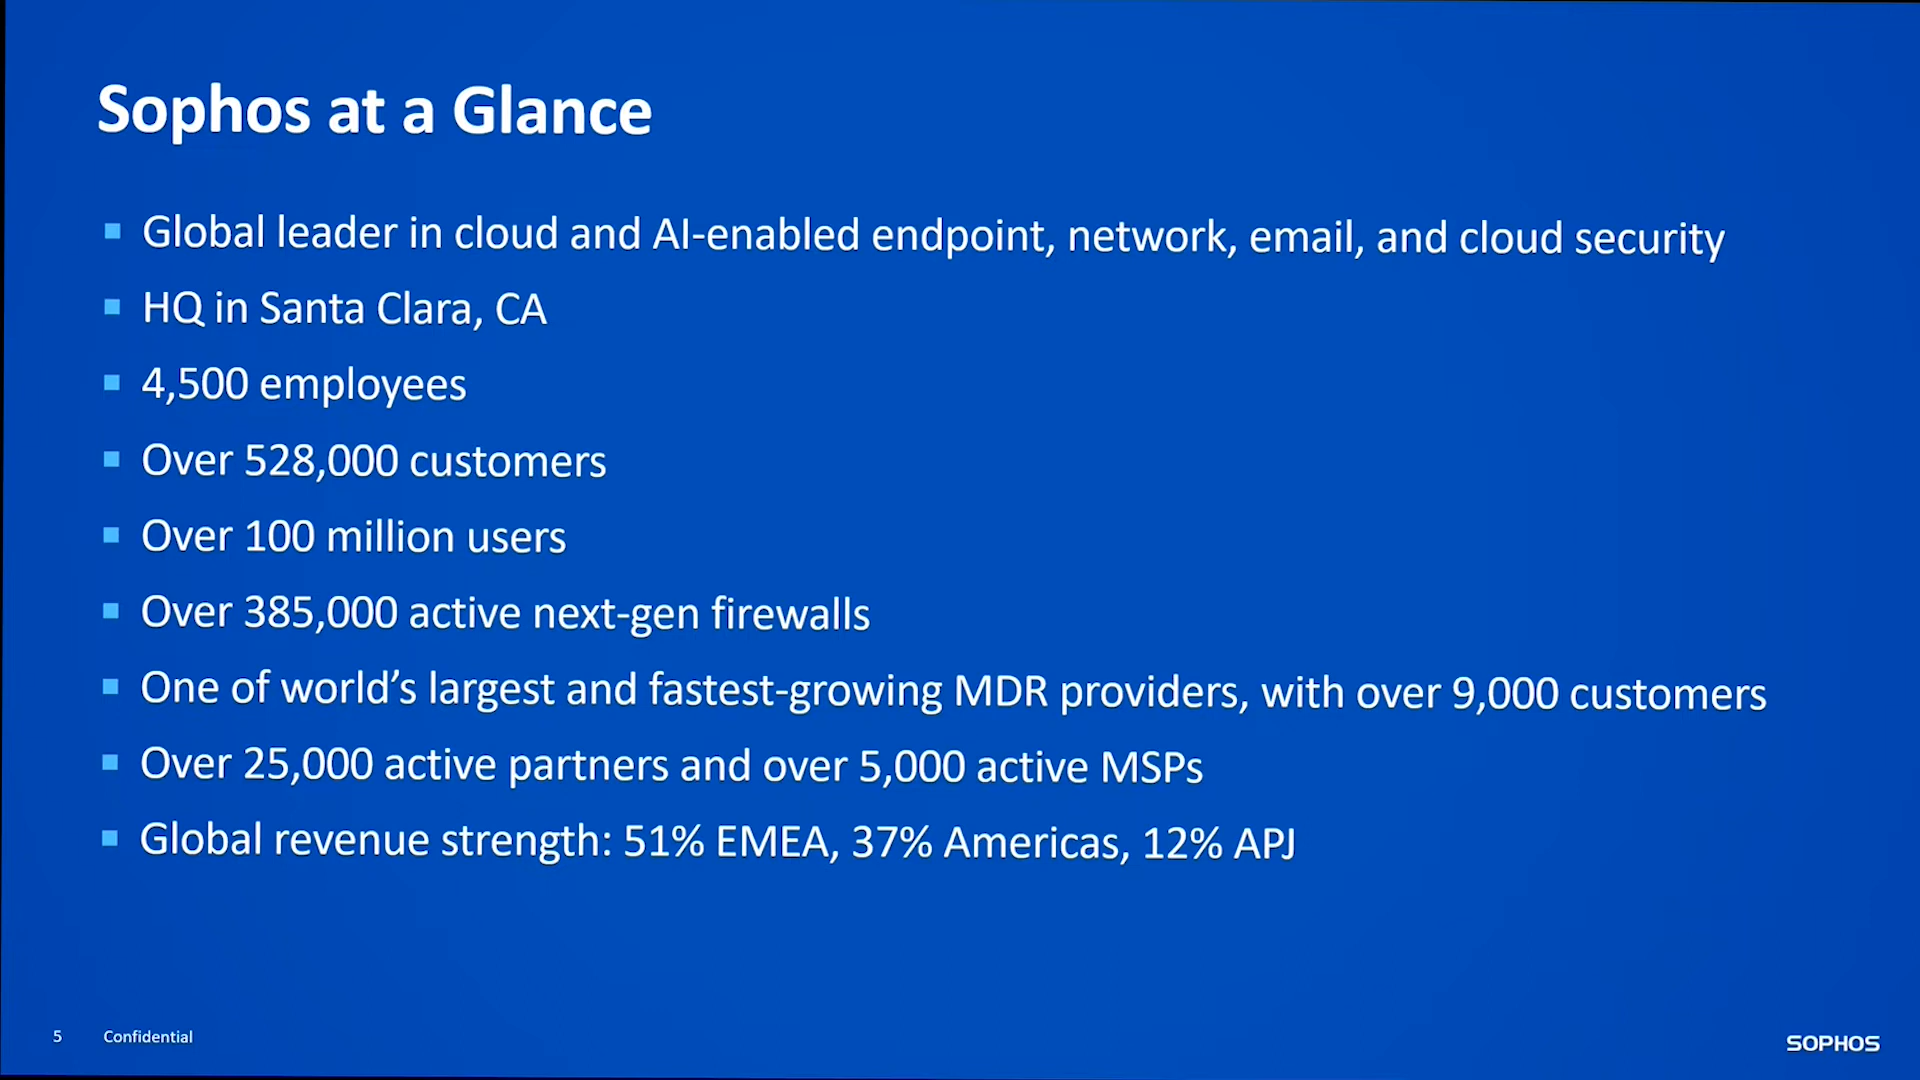 Sophos at a Glance
Global leader in cloud and AI-enabled endpoint, network, email, and cloud security
HQ in Santa Clara, CA
4,500 employees
Over 528,000 customers
Over 100 million users
Over 385,000 active next-gen firewalls
One of world’s largest and fastest-growing MDR providers, with over 9,000 customers
Over 25,000 active partners and over 5,000 active MSPs
Global revenue strength: 51% EMEA, 37% Americas, 12% APJ
5 Confidential
SOPHOS